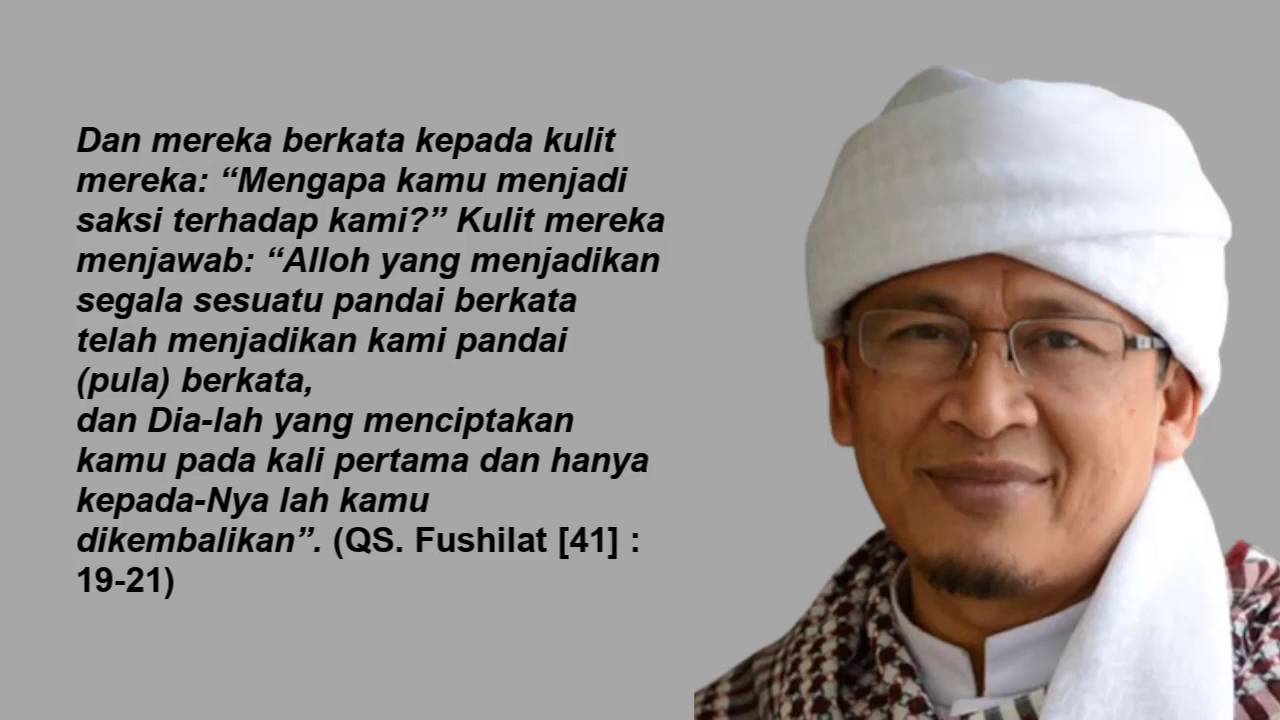 Dan mereka berkata kepada kulit
mereka: “Mengapa kamu menjadi
saksi terhadap kami?” Kulit mereka
menjawab: “Alloh yang menjadikan
segala sesuatu pandai berkata
telah menjadikan kami pandai
(pula) berkata,
dan Dia-lah yang menciptakan
kamu pada kali pertama dan hanya
kepada-Nya lah kamu
dikembalikan”. (QS. Fushilat [41] :
19-21)